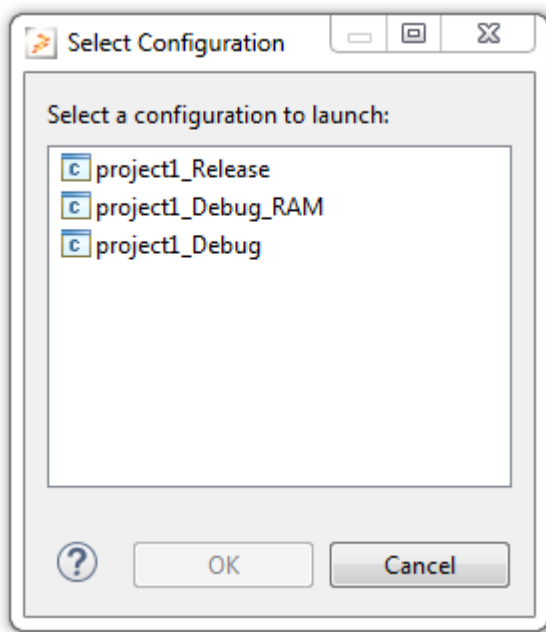 Select Configuration
Select a configuration to launch:
project1_Release
project1_Debug_RAM
project1_Debug
OK
Cancel